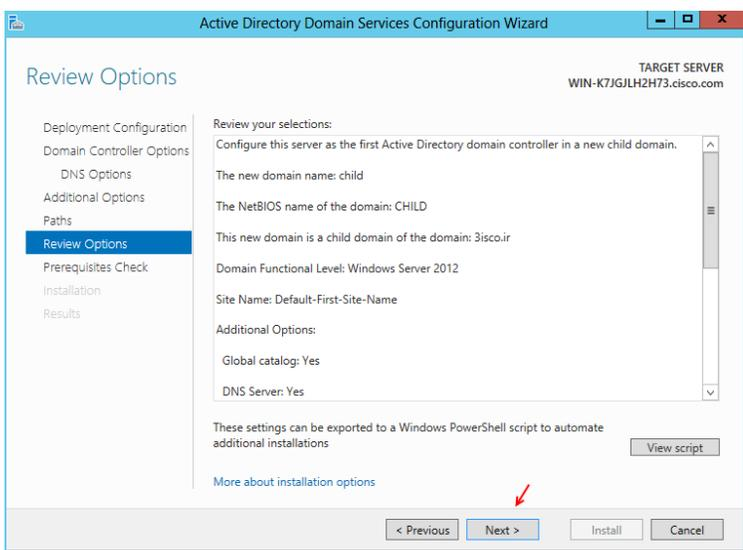 Active Directory Domain Services Configuration Wizard
Review Options
TARGET SERVER
WIN-K7JGJLH2H73.cisco.com
Deployment Configuration
Domain Controller Options
DNS Options
Additional Options
Paths
Review Options
Prerequisites Check
Installation
Results
Review your selections:
Configure this server as the first Active Directory domain controller in a new child domain.
The new domain name: child
The NetBIOS name of the domain: CHILD
This new domain is a child domain of the domain: 3isco.ir
Domain Functional Level: Windows Server 2012
Site Name: Default-First-Site-Name
Additional Options:
Global catalog: Yes
DNS Server: Yes
These settings can be exported to a Windows PowerShell script to automate
additional installations
View script
More about installation options
< Previous
Next >
Install
Cancel